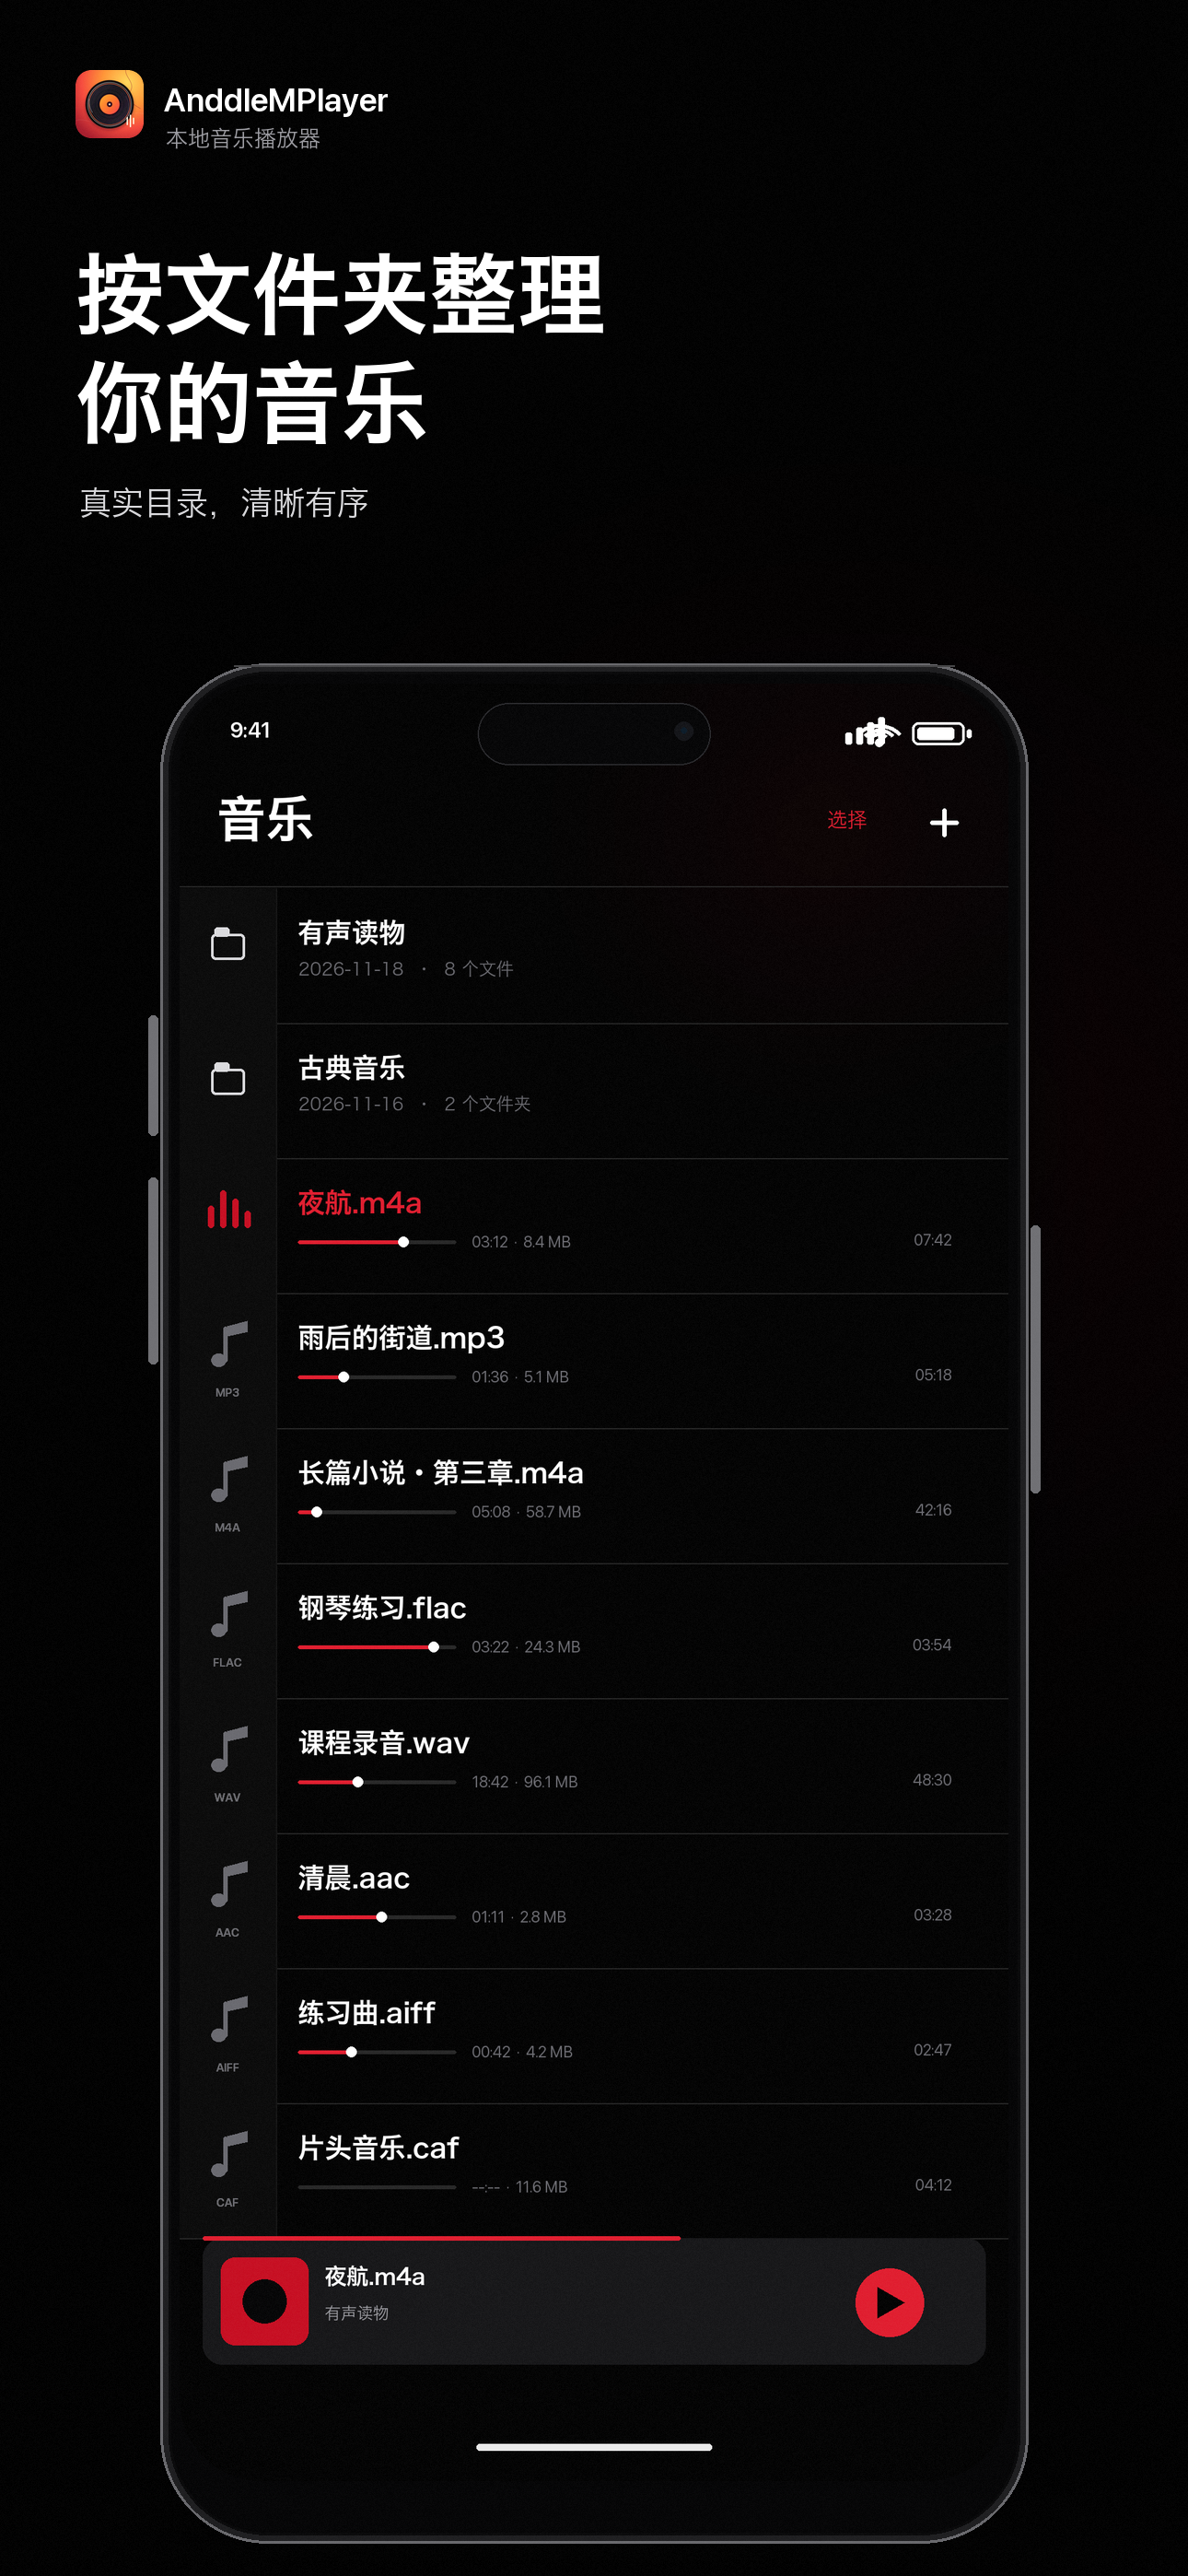 AnddleMPlayer
本地音乐播放器
按文件夹整理
你的音乐
真实目录，清晰有序
9:41
音乐
选择
有声读物
2026-11-18 · 8 个文件
古典音乐
2026-11-16 · 2 个文件夹
夜航.m4a
03:12 · 8.4 MB
07:42
雨后的街道.mp3
MP3
01:36 · 5.1 MB
05:18
长篇小说·第三章.m4a
M4A
05:08 · 58.7 MB
42:16
钢琴练习.flac
FLAC
03:22 · 24.3 MB
03:54
课程录音.wav
WAV
18:42 · 96.1 MB
48:30
清晨.aac
AAC
01:11 · 2.8 MB
03:28
练习曲.aiff
AIFF
00:42 · 4.2 MB
02:47
片头音乐.caf
CAF
--:-- · 11.6 MB
04:12
夜航.m4a
有声读物